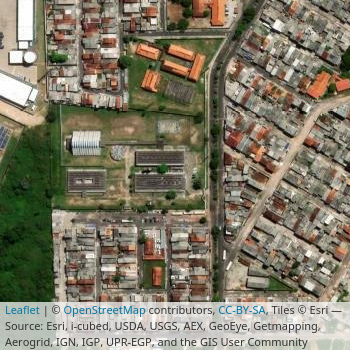 Leaflet | © OpenStreetMap contributors, CC-BY-SA, Tiles © Esri —
Source: Esri, i-cubed, USDA, USGS, AEX, GeoEye, Getmapping,
Aerogrid, IGN, IGP, UPR-EGP, and the GIS User Community